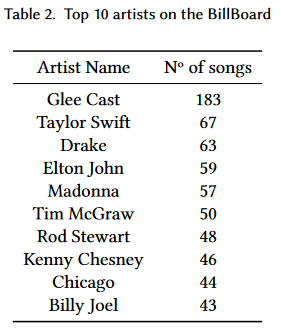 Table 2. Top 10 artists on the BillBoard
Artist Name Nº of songs
Glee Cast 183
Taylor Swift 67
Drake 63
Elton John 59
Madonna 57
Tim McGraw 50
Rod Stewart 48
Kenny Chesney 46
Chicago 44
Billy Joel 43